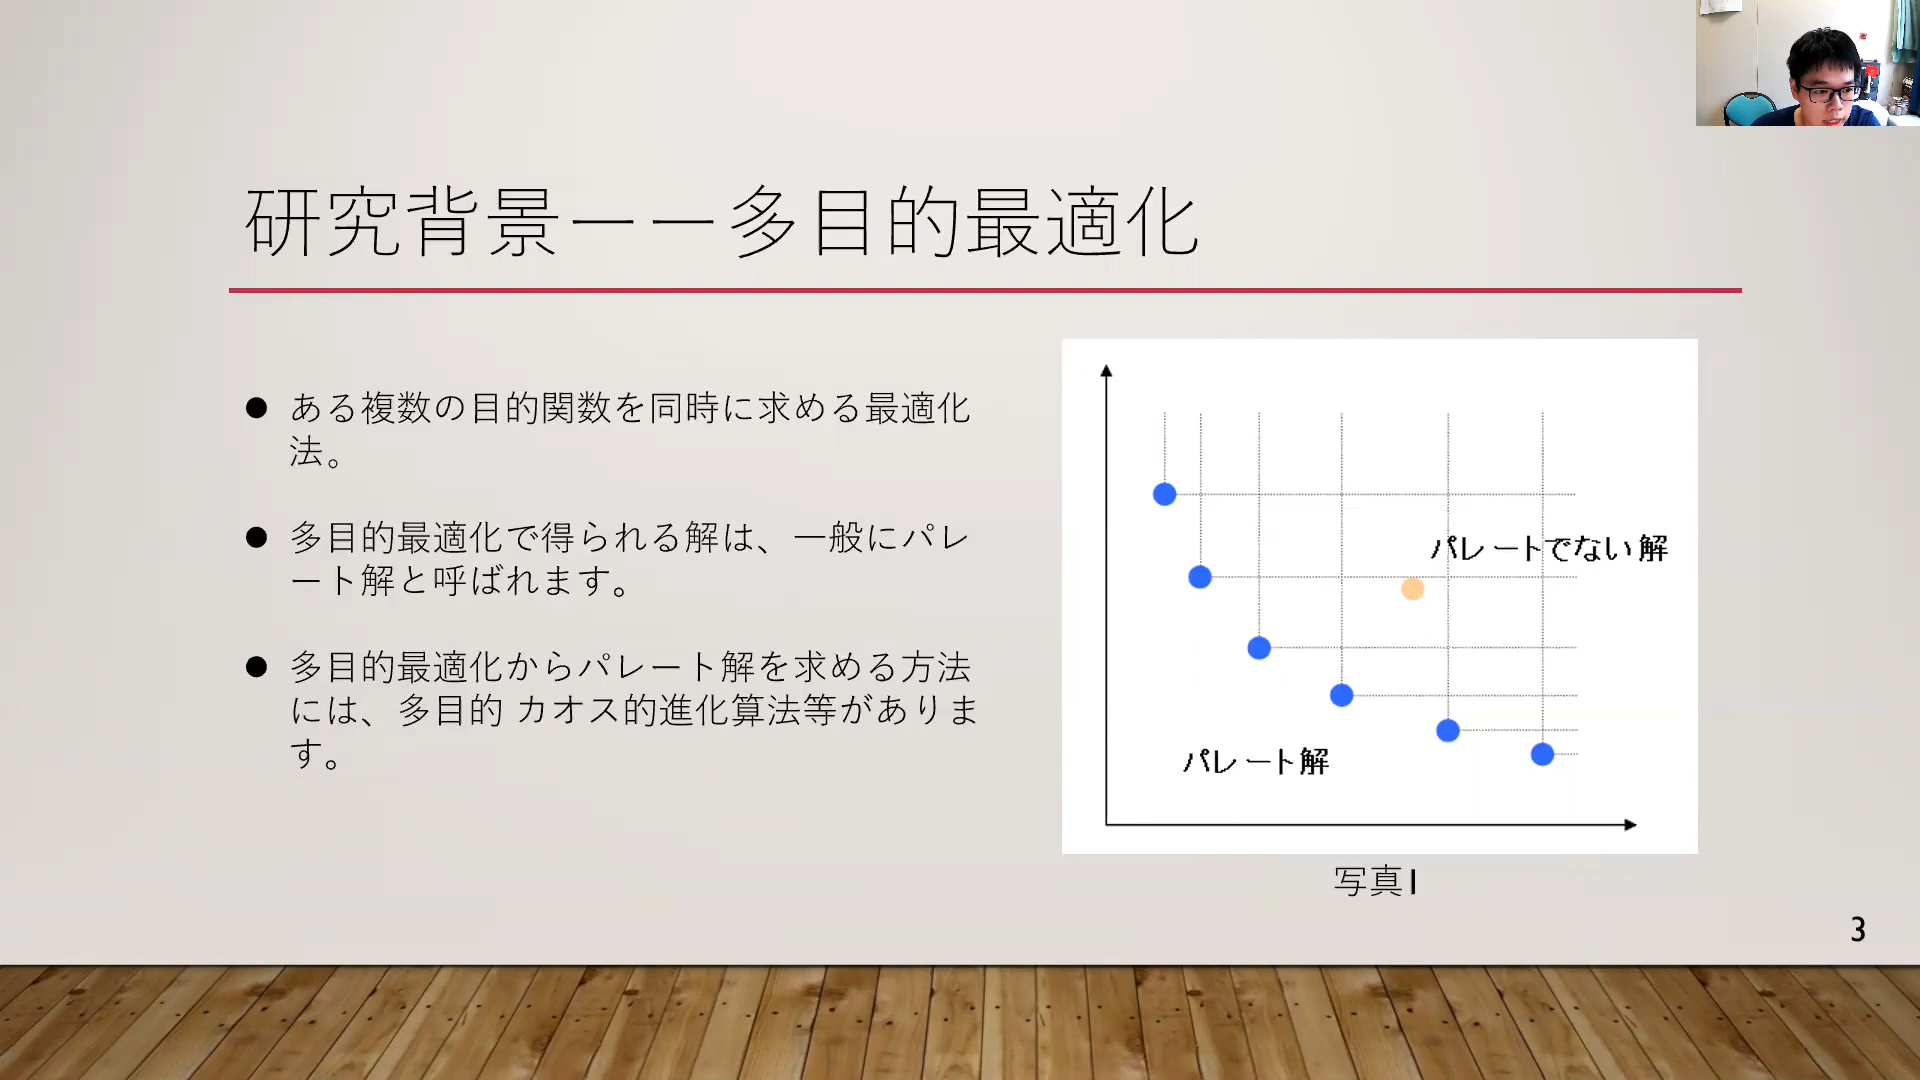 研究背景ーー多目的最適化
● ある複数の目的関数を同時に求める最適化
法。
● 多目的最適化で得られる解は、一般にパレ
ート解と呼ばれます。
● 多目的最適化からパレート解を求める方法
には、多目的 カオス的進化算法等がありま
す。
パレートでない解
パレート解
写真1
3